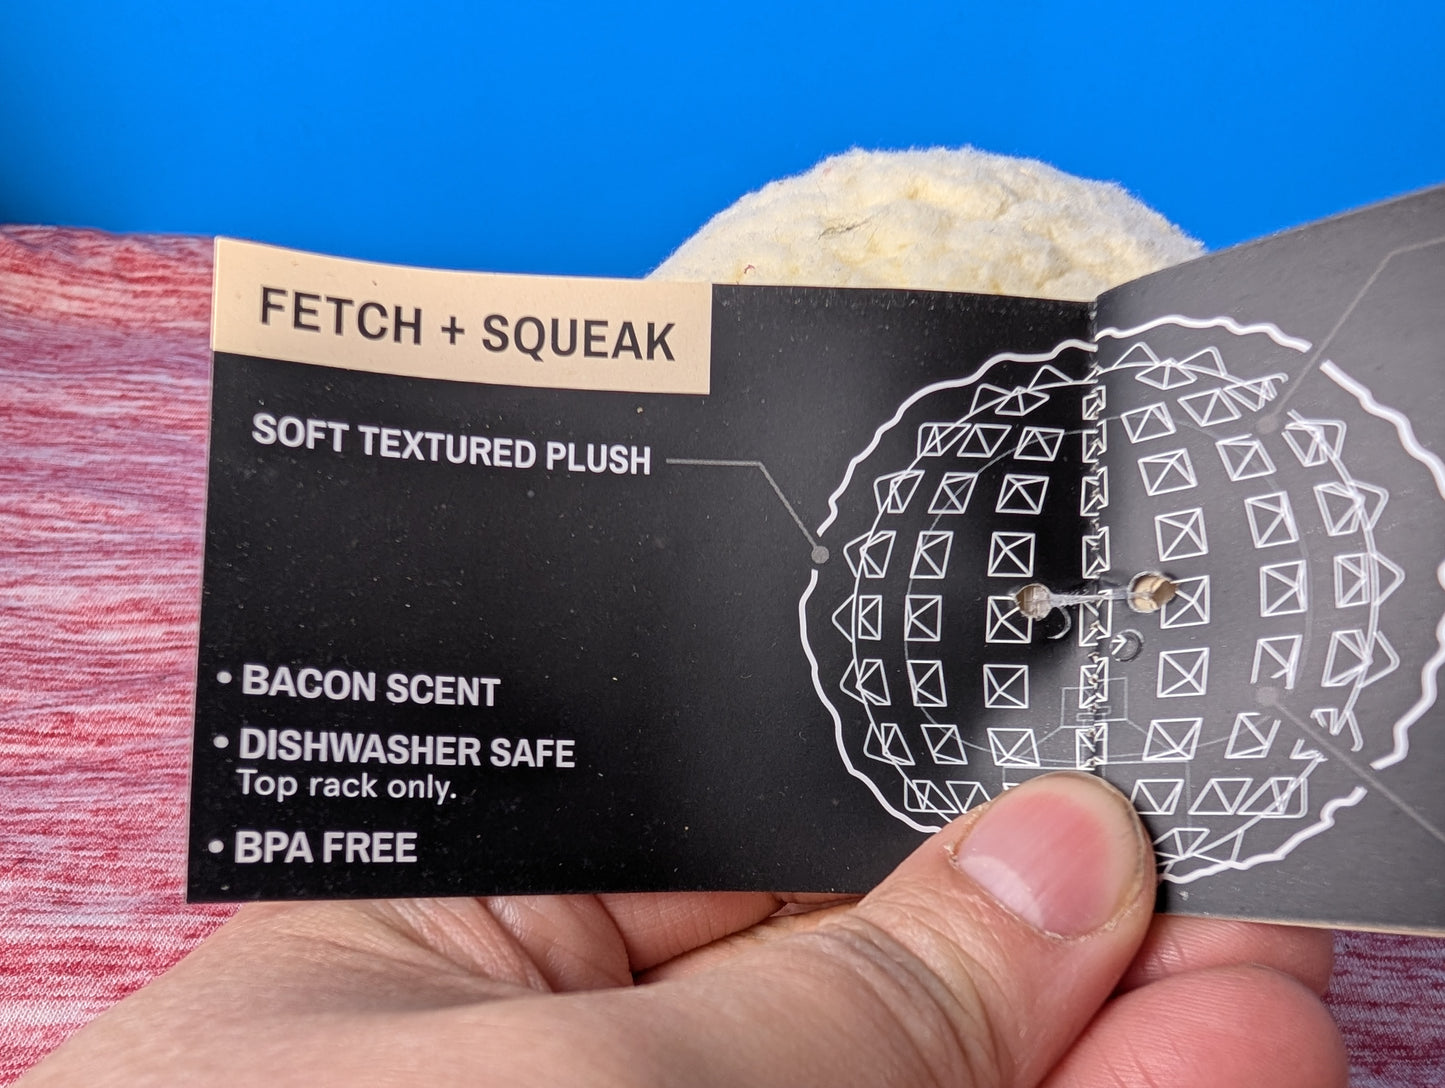 FETCH + SQUEAK
SOFT TEXTURED PLUSH
• BACON SCENT
• DISHWASHER SAFE
Top rack only.
• BPA FREE